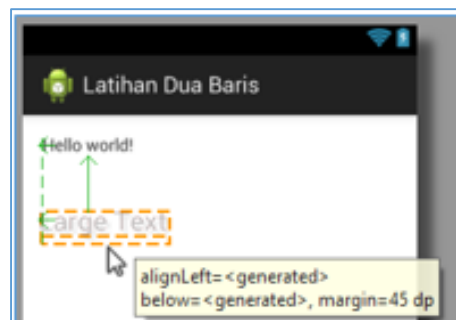 Latihan Dua Baris
Hello world!
Large Text
alignLeft=<generated>
below=<generated>, margin=45 dp